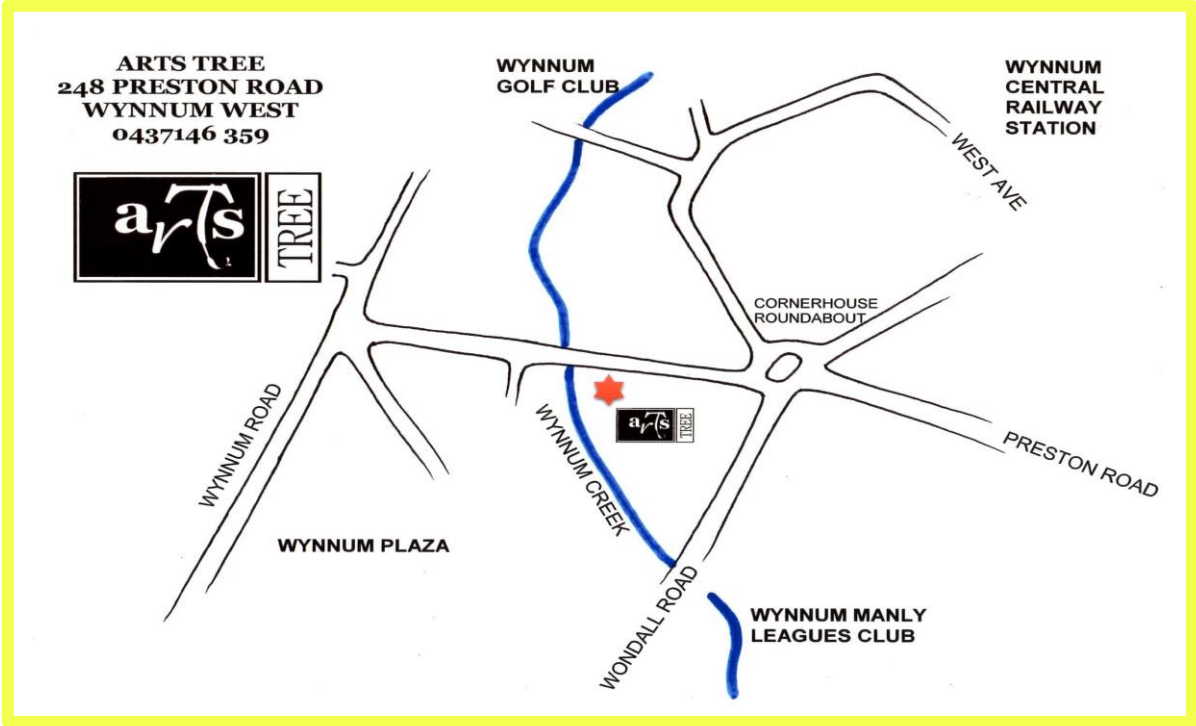 ARTS TREE
248 PRESTON ROAD
WYNNUM WEST
0437146 359
arTs
TREE
WYNNUM
GOLF CLUB
WYNNUM
CENTRAL
RAILWAY
STATION
WEST AVE
CORNERHOUSE
ROUNDABOUT
arTs
TREE
WYNNUM ROAD
WYNNUM CREEK
PRESTON ROAD
WYNNUM PLAZA
WONDALL ROAD
WYNNUM MANLY
LEAGUES CLUB